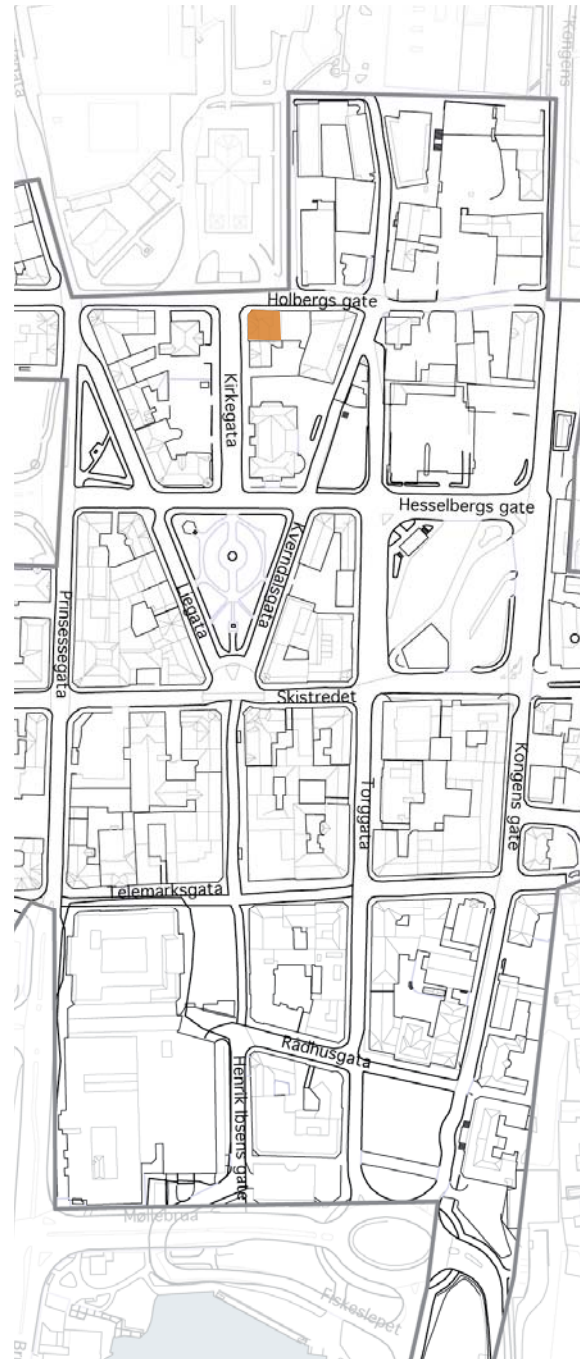 Kongens
Holbergs gate
Kirkegata
Hesselbergs gate
Kverndalsgata
Liegata
Prinsessegata
Skistredet
Torggata
Kongens gate
Telemarksgata
Rådhusgata
Henrik Ibsens gate
Møllebrua
Fiskeslepet